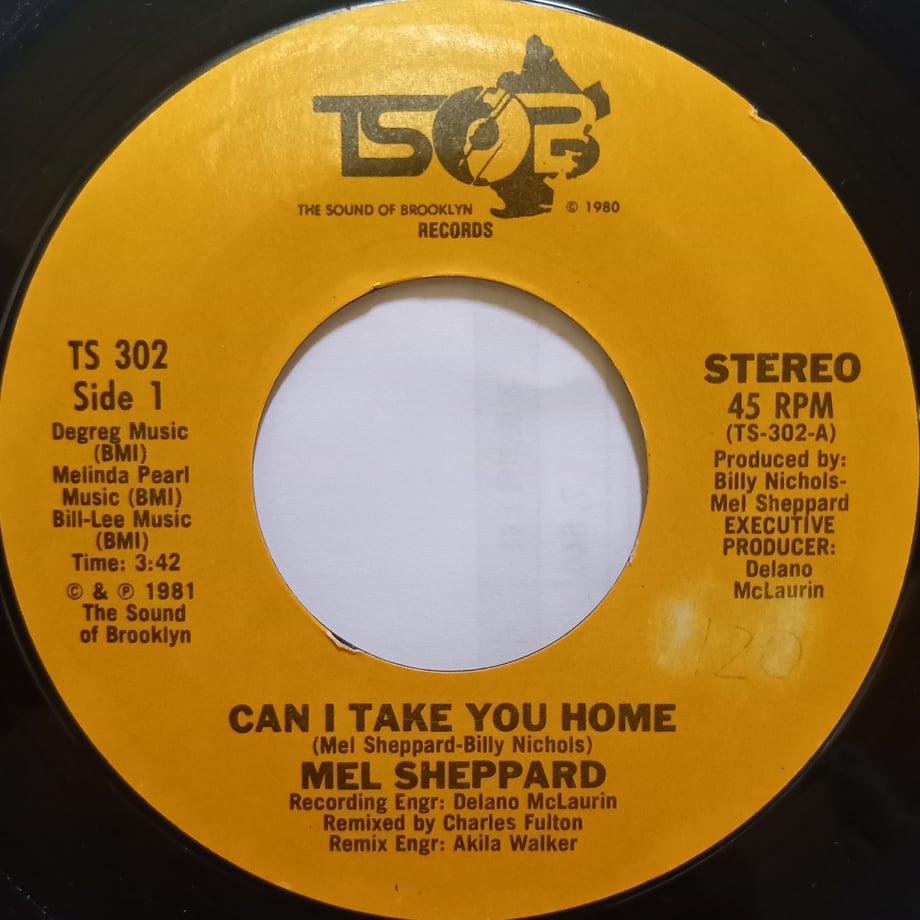 TSOB
THE SOUND OF BROOKLYN
© 1980
RECORDS
TS 302
Side 1
Degreg Music
(BMI)
Melinda Pearl
Music (BMI)
Bill-Lee Music
(BMI)
Time: 3:42
© & ℗ 1981
The Sound
of Brooklyn
STEREO
45 RPM
(TS-302-A)
Produced by:
Billy Nichols-
Mel Sheppard
EXECUTIVE
PRODUCER:
Delano
McLaurin
120
CAN I TAKE YOU HOME
(Mel Sheppard-Billy Nichols)
MEL SHEPPARD
Recording Engr: Delano McLaurin
Remixed by Charles Fulton
Remix Engr: Akila Walker